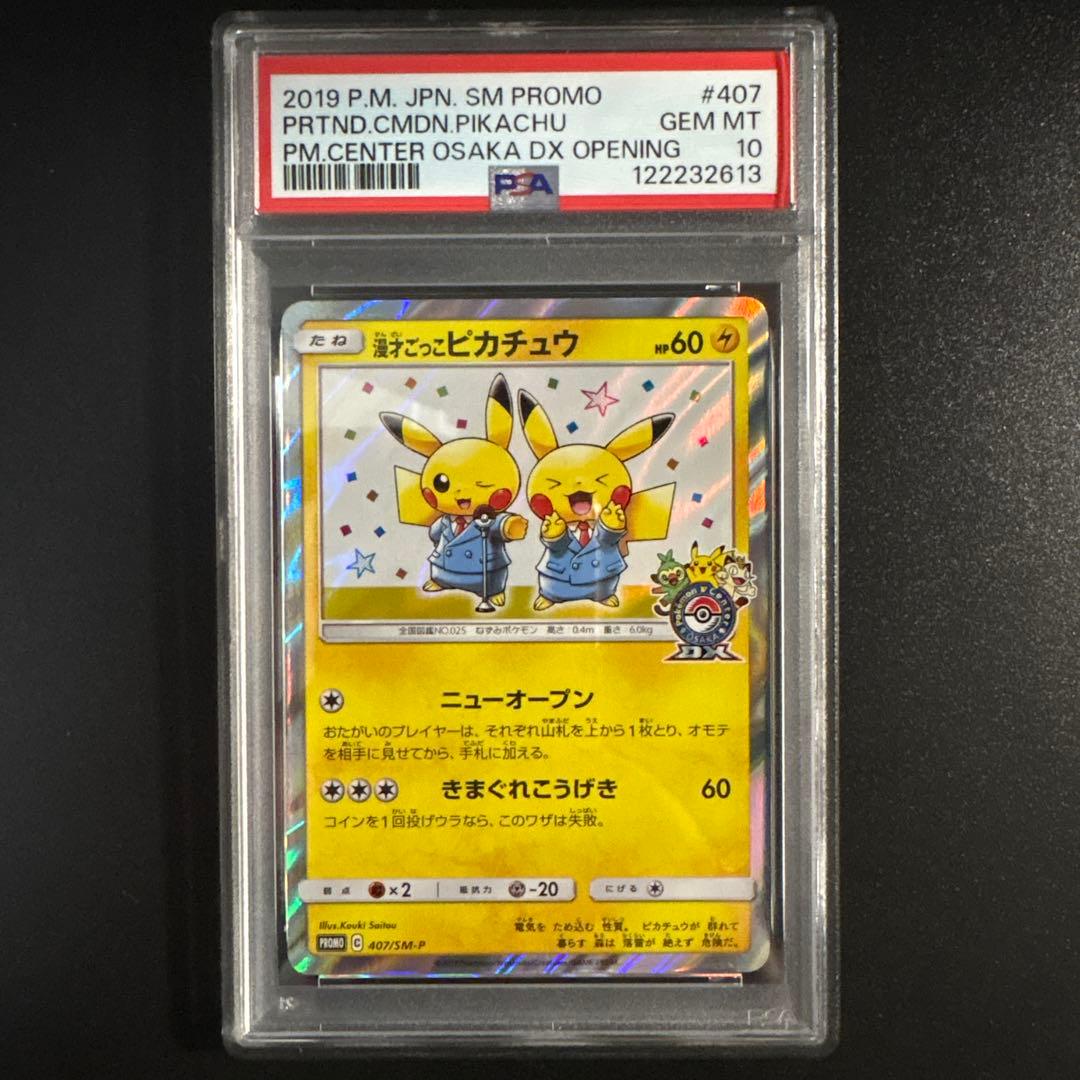 2019 P.M. JPN. SM PROMO #407
PRTND.CMDN.PIKACHU GEM MT
PM.CENTER OSAKA DX OPENING 10
PSA 122232613
たね 漫才ごっこピカチュウ HP60
まんざい
Pokémon Center
OSAKA
DX
全国図鑑NO.025 ねずみポケモン 高さ:0.4m 重さ:6.0kg
ニューオープン
おたがいのプレイヤーは、それぞれ山札を上から1枚とり、オモテ
を相手に見せてから、手札に加える。
きまぐれこうげき 60
コインを1回投げウラなら、このワザは失敗。
弱点 ×2 抵抗力 -20 にげる
Illus.Kouki Saitou
電気を ため込む 性質。 ピカチュウが 群れて
暮らす 森は 落雷が 絶えず 危険だ。
PROMO C 407/SM-P